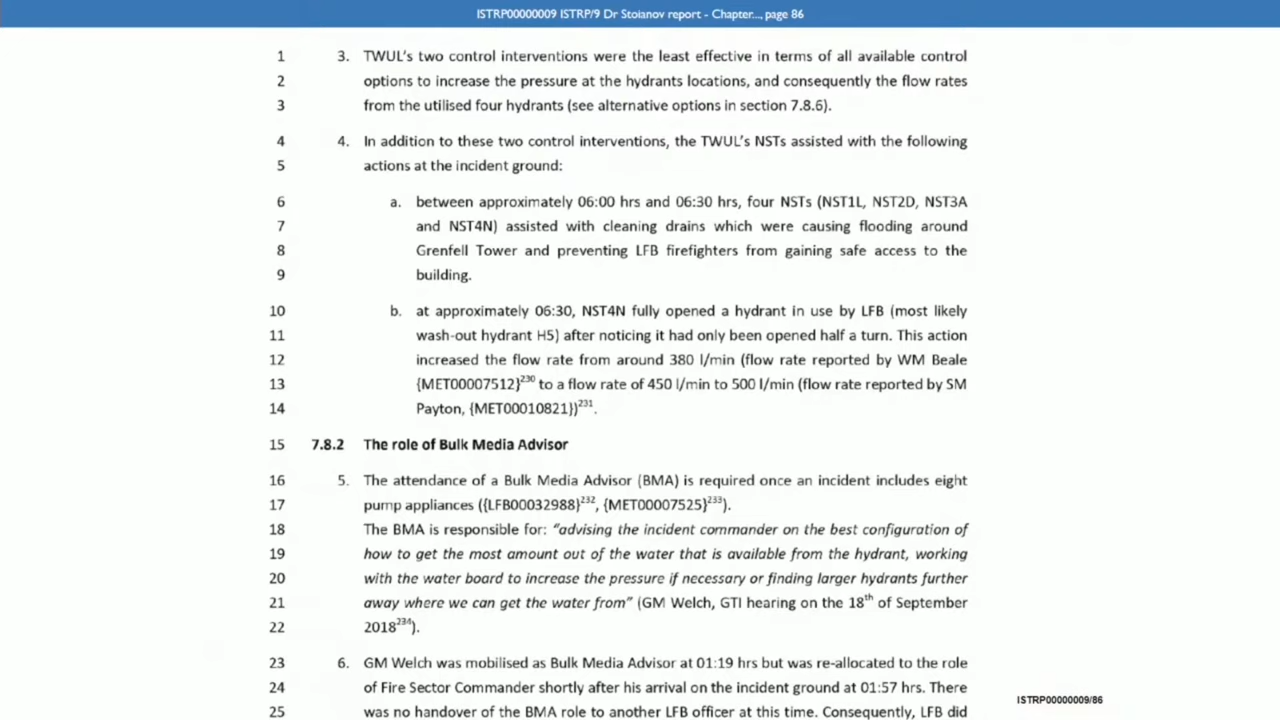 ISTRP00000009 ISTRP/9 Dr Stoianov report - Chapter..., page 86
1 3. TWUL's two control interventions were the least effective in terms of all available control
2 options to increase the pressure at the hydrants locations, and consequently the flow rates
3 from the utilised four hydrants (see alternative options in section 7.8.6).
4 4. In addition to these two control interventions, the TWUL's NSTs assisted with the following
5 actions at the incident ground:
6 a. between approximately 06:00 hrs and 06:30 hrs, four NSTs (NST1L, NST2D, NST3A
7 and NST4N) assisted with cleaning drains which were causing flooding around
8 Grenfell Tower and preventing LFB firefighters from gaining safe access to the
9 building.
10 b. at approximately 06:30, NST4N fully opened a hydrant in use by LFB (most likely
11 wash-out hydrant H5) after noticing it had only been opened half a turn. This action
12 increased the flow rate from around 380 l/min (flow rate reported by WM Beale
13 {MET00007512}230 to a flow rate of 450 l/min to 500 l/min (flow rate reported by SM
14 Payton, {MET00010821})231.
15 7.8.2 The role of Bulk Media Advisor
16 5. The attendance of a Bulk Media Advisor (BMA) is required once an incident includes eight
17 pump appliances ({LFB00032988}232, {MET00007525}233).
18 The BMA is responsible for: "advising the incident commander on the best configuration of
19 how to get the most amount out of the water that is available from the hydrant, working
20 with the water board to increase the pressure if necessary or finding larger hydrants further
21 away where we can get the water from" (GM Welch, GTI hearing on the 18th of September
22 2018234).
23 6. GM Welch was mobilised as Bulk Media Advisor at 01:19 hrs but was re-allocated to the role
24 of Fire Sector Commander shortly after his arrival on the incident ground at 01:57 hrs. There
25 was no handover of the BMA role to another LFB officer at this time. Consequently, LFB did
ISTRP00000009/86